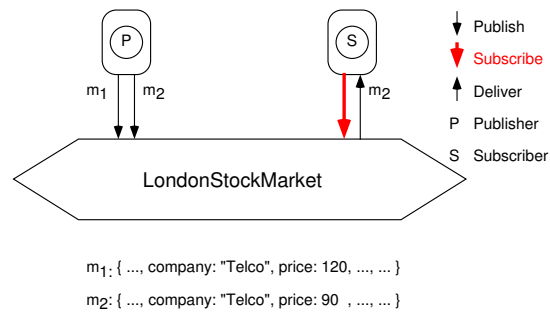 P
S
Publish
Subscribe
Deliver
P Publisher
S Subscriber
m1
m2
m2
LondonStockMarket
m1: { ..., company: "Telco", price: 120, ..., ... }
m2: { ..., company: "Telco", price: 90 , ..., ... }